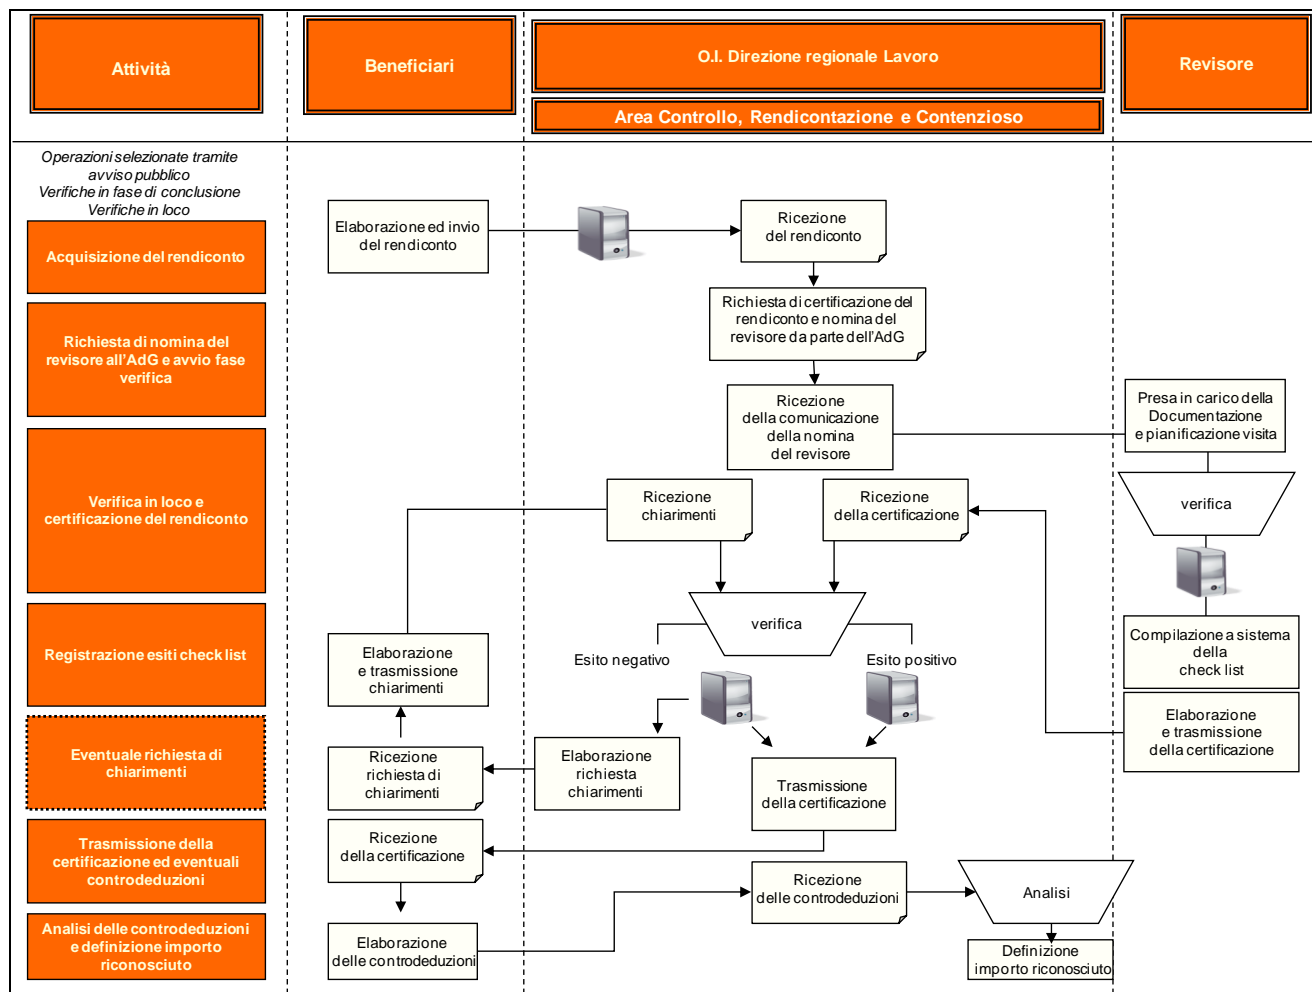 Attività
Beneficiari
O.I. Direzione regionale Lavoro
Revisore
Area Controllo, Rendicontazione e Contenzioso
Operazioni selezionate tramite
avviso pubblico
Verifiche in fase di conclusione
Verifiche in loco
Acquisizione del rendiconto
Elaborazione ed invio
del rendiconto
Ricezione
del rendiconto
Richiesta di nomina del
revisore all'AdG e avvio fase
verifica
Richiesta di certificazione del
rendiconto e nomina del
revisore da parte dell'AdG
Ricezione
della comunicazione
della nomina
del revisore
Presa in carico della
Documentazione
e pianificazione visita
Verifica in loco e
certificazione del rendiconto
Ricezione
chiarimenti
Ricezione
della certificazione
verifica
verifica
Esito negativo
Esito positivo
Registrazione esiti check list
Elaborazione
e trasmissione
chiarimenti
Compilazione a sistema
della
check list
Elaborazione
e trasmissione
della certificazione
Eventuale richiesta di
chiarimenti
Ricezione
richiesta di
chiarimenti
Elaborazione
richiesta
chiarimenti
Trasmissione
della certificazione
Trasmissione della
certificazione ed eventuali
controdeduzioni
Ricezione
della certificazione
Ricezione
delle controdeduzioni
Analisi
Analisi delle controdeduzioni
e definizione importo
riconosciuto
Elaborazione
delle controdeduzioni
Definizione
importo riconosciuto